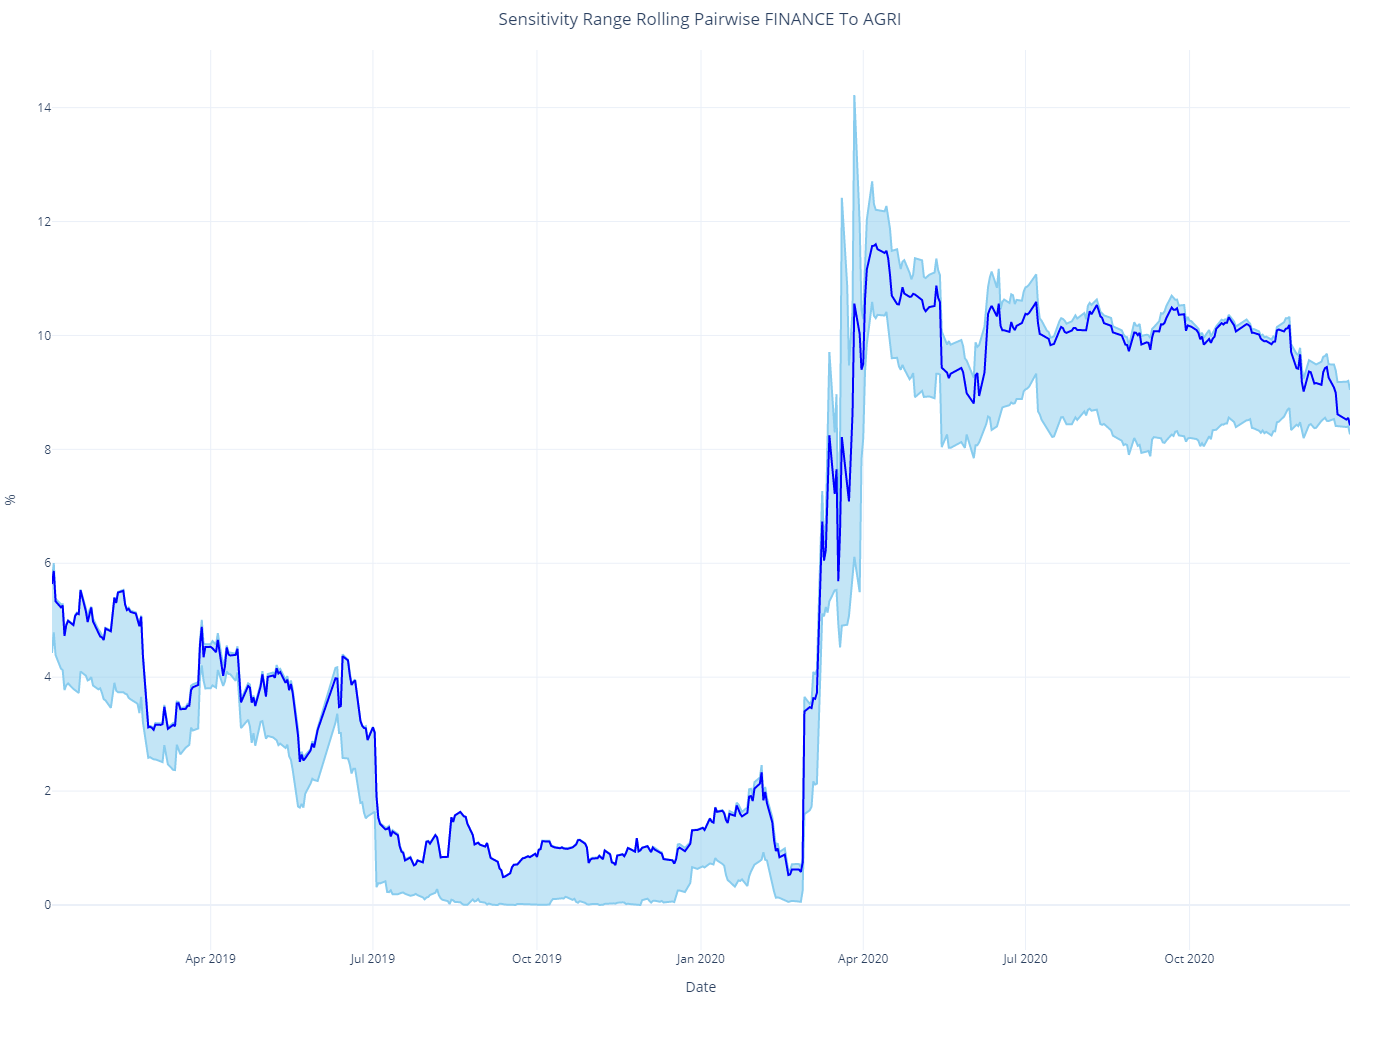 Sensitivity Range Rolling Pairwise FINANCE To AGRI
14
12
10
8
6
4
2
0
%
Apr 2019
Jul 2019
Oct 2019
Jan 2020
Apr 2020
Jul 2020
Oct 2020
Date